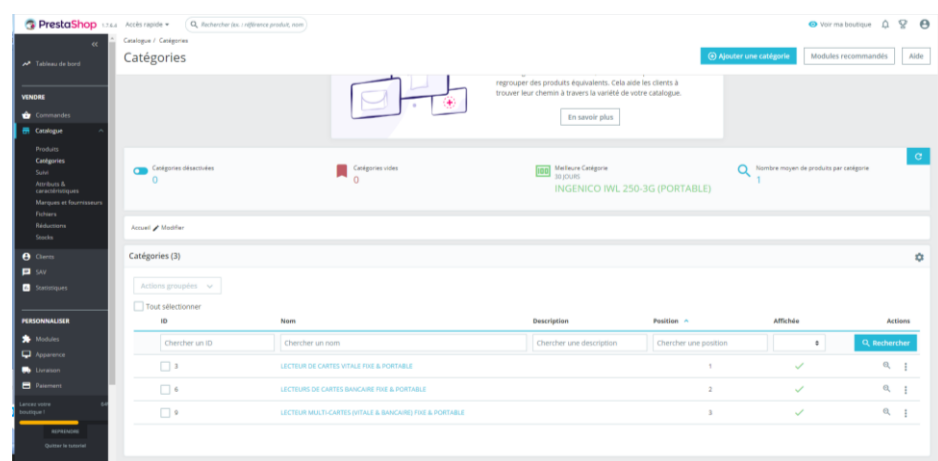 PrestaShop 1.7.6.4 Accès rapide Rechercher (ex. : référence produit, nom Voir ma boutique
Catalogue / Catégories
Catégories
Ajouter une catégorie Modules recommandés Aide
Tableau de bord
VENDRE
Commandes
Catalogue
Produits
Catégories
Suivi
Attributs &
caractéristiques
Marques et fournisseurs
Fichiers
Réductions
Stocks
Clients
SAV
Statistiques
PERSONNALISER
Modules
Apparence
Livraison
Paiement
Lancez votre
boutique !
REPRENDRE
Quitter le tutoriel
regrouper des produits équivalents. Cela aide les clients à
trouver leur chemin à travers la variété de votre catalogue.
En savoir plus
Catégories désactivées
0
Catégories vides
0
Meilleure Catégorie
30 JOURS
INGENICO IWL 250-3G (PORTABLE)
Nombre moyen de produits par catégorie
1
Accueil Modifier
Catégories (3)
Actions groupées
Tout sélectionner
ID Nom Description Position Affichée Actions
Chercher un ID Chercher un nom Chercher une description Chercher une position Rechercher
3 LECTEUR DE CARTES VITALE FIXE & PORTABLE 1
6 LECTEURS DE CARTES BANCAIRE FIXE & PORTABLE 2
9 LECTEUR MULTI-CARTES (VITALE & BANCAIRE) FIXE & PORTABLE 3